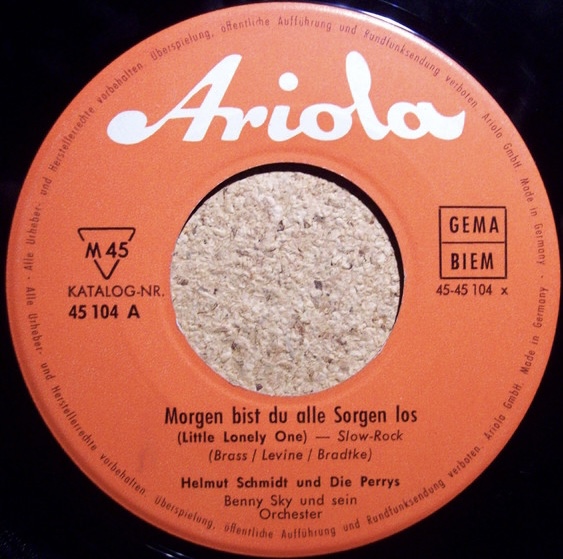 Alle Urheber- und Herstellerrechte vorbehalten. Überspielung, öffentliche Aufführung und Rundfunksendung verboten. Ariola GmbH. Made in Germany ·
Ariola
M 45
KATALOG-NR.
45 104 A
GEMA
BIEM
45-45 104 x
Morgen bist du alle Sorgen los
(Little Lonely One) — Slow-Rock
(Brass / Levine / Bradtke)
Helmut Schmidt und Die Perrys
Benny Sky und sein
Orchester
Alle Urheber- und Herstellerrechte vorbehalten. Überspielung, öffentliche Aufführung und Rundfunksendung verboten. Ariola GmbH. Made in Germany ·